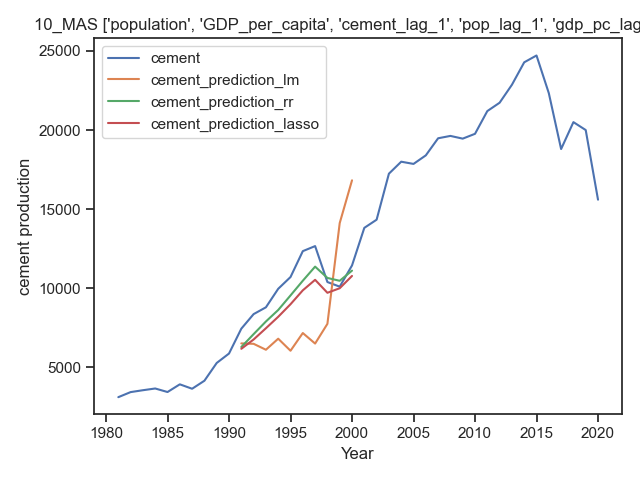 10_MAS ['population', 'GDP_per_capita', 'cement_lag_1', 'pop_lag_1', 'gdp_pc_lag
25000
20000
15000
10000
5000
cement production
cement
cement_prediction_lm
cement_prediction_rr
cement_prediction_lasso
1980 1985 1990 1995 2000 2005 2010 2015 2020
Year